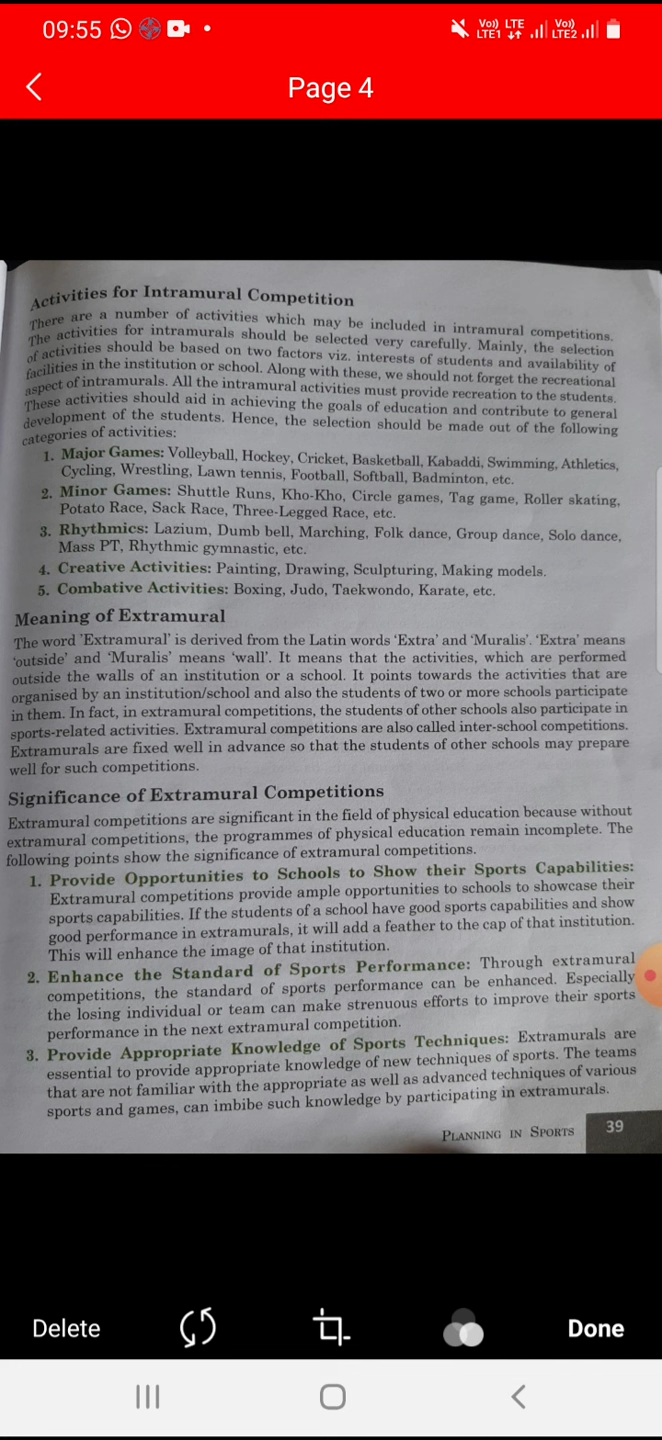 09:55
Vo)) LTE Vo))
LTE1 LTE2
Page 4
Activities for Intramural Competition
There are a number of activities which may be included in intramural competitions.
The activities for intramurals should be selected very carefully. Mainly, the selection
of activities should be based on two factors viz. interests of students and availability of
facilities in the institution or school. Along with these, we should not forget the recreational
aspect of intramurals. All the intramural activities must provide recreation to the students.
These activities should aid in achieving the goals of education and contribute to general
development of the students. Hence, the selection should be made out of the following
categories of activities:
1. Major Games: Volleyball, Hockey, Cricket, Basketball, Kabaddi, Swimming, Athletics,
Cycling, Wrestling, Lawn tennis, Football, Softball, Badminton, etc.
2. Minor Games: Shuttle Runs, Kho-Kho, Circle games, Tag game, Roller skating,
Potato Race, Sack Race, Three-Legged Race, etc.
3. Rhythmics: Lazium, Dumb bell, Marching, Folk dance, Group dance, Solo dance,
Mass PT, Rhythmic gymnastic, etc.
4. Creative Activities: Painting, Drawing, Sculpturing, Making models.
5. Combative Activities: Boxing, Judo, Taekwondo, Karate, etc.
Meaning of Extramural
The word 'Extramural' is derived from the Latin words 'Extra' and 'Muralis'. 'Extra' means
'outside' and 'Muralis' means 'wall'. It means that the activities, which are performed
outside the walls of an institution or a school. It points towards the activities that are
organised by an institution/school and also the students of two or more schools participate
in them. In fact, in extramural competitions, the students of other schools also participate in
sports-related activities. Extramural competitions are also called inter-school competitions.
Extramurals are fixed well in advance so that the students of other schools may prepare
well for such competitions.
Significance of Extramural Competitions
Extramural competitions are significant in the field of physical education because without
extramural competitions, the programmes of physical education remain incomplete. The
following points show the significance of extramural competitions.
1. Provide Opportunities to Schools to Show their Sports Capabilities:
Extramural competitions provide ample opportunities to schools to showcase their
sports capabilities. If the students of a school have good sports capabilities and show
good performance in extramurals, it will add a feather to the cap of that institution.
This will enhance the image of that institution.
2. Enhance the Standard of Sports Performance: Through extramural
competitions, the standard of sports performance can be enhanced. Especially
the losing individual or team can make strenuous efforts to improve their sports
performance in the next extramural competition.
3. Provide Appropriate Knowledge of Sports Techniques: Extramurals are
essential to provide appropriate knowledge of new techniques of sports. The teams
that are not familiar with the appropriate as well as advanced techniques of various
sports and games, can imbibe such knowledge by participating in extramurals.
PLANNING IN SPORTS 39
Delete Done